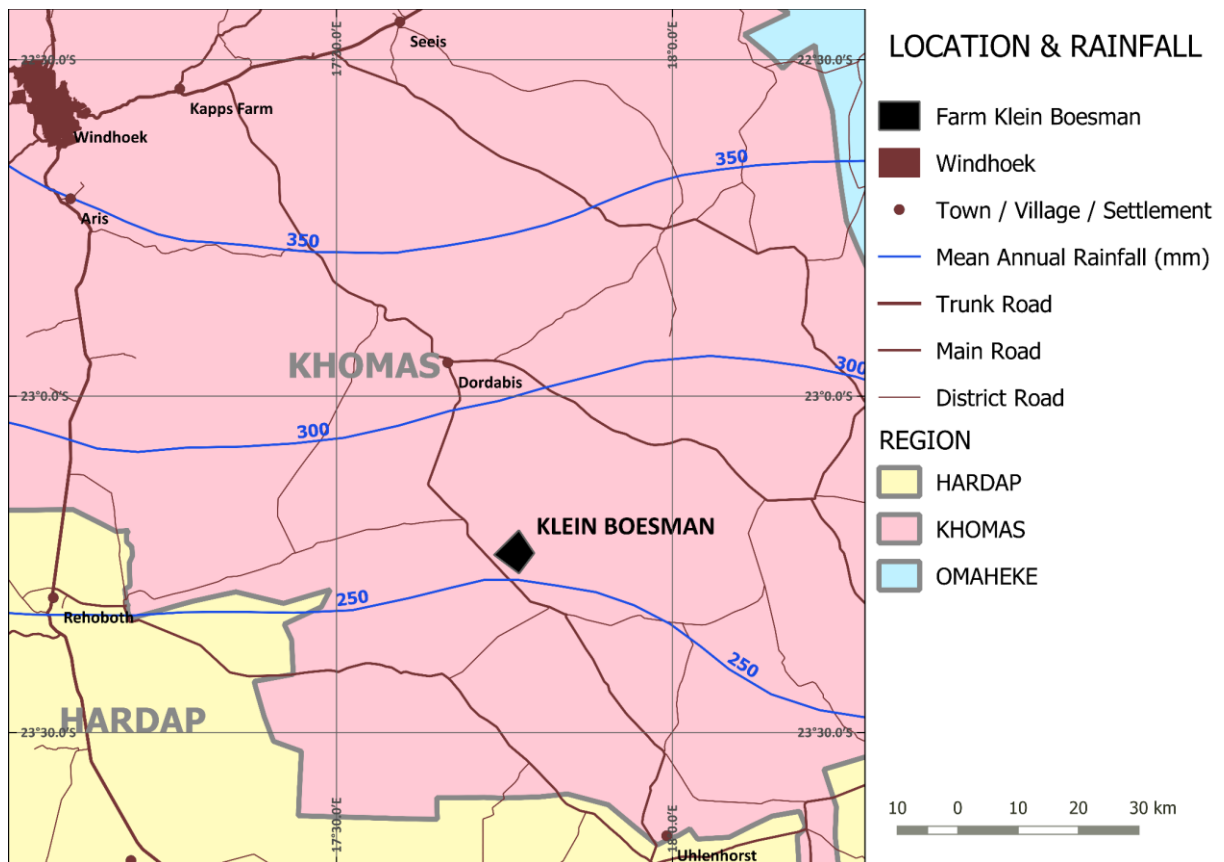 Seeis
22°30.0'S
17°30.0'E
18°0.0'E
22°30.0'S
Kapps Farm
Windhoek
350
350
Aris
KHOMAS
Dordabis
300
300
23°0.0'S
23°0.0'S
KLEIN BOESMAN
250
Rehoboth
250
HARDAP
23°30.0'S
23°30.0'S
17°30.0'E
18°0.0'E
Uhlenhorst
LOCATION & RAINFALL
Farm Klein Boesman
Windhoek
Town / Village / Settlement
Mean Annual Rainfall (mm)
Trunk Road
Main Road
District Road
REGION
HARDAP
KHOMAS
OMAHEKE
10 0 10 20 30 km